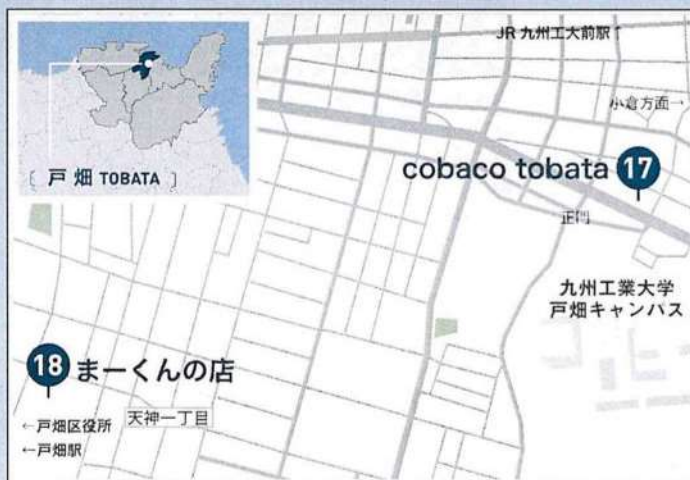 JR 九州工大前駅↑
小倉方面→
〔 戸畑 TOBATA 〕
cobaco tobata 17
正門
九州工業大学
戸畑キャンパス
18 まーくんの店
←戸畑区役所
天神一丁目
←戸畑駅